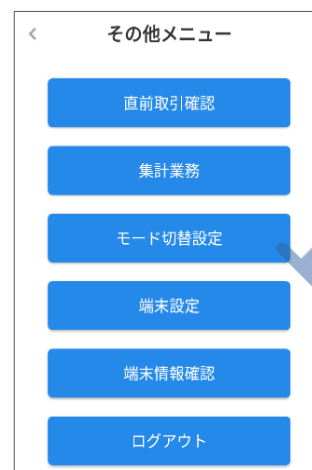 その他メニュー
直前取引確認
集計業務
モード切替設定
端末設定
端末情報確認
ログアウト